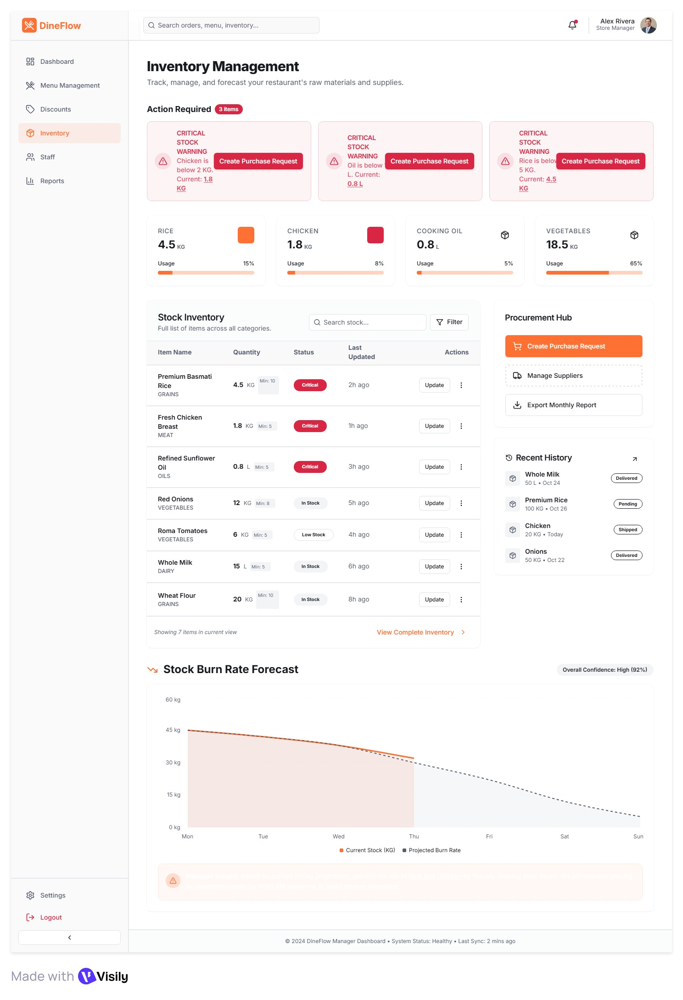 DineFlow
Search orders, menu, inventory...
Alex Rivera
Store Manager
Dashboard
Menu Management
Discounts
Inventory
Staff
Reports
Settings
Logout
Inventory Management
Track, manage, and forecast your restaurant's raw materials and supplies.
Action Required
3 items
CRITICAL
STOCK
WARNING
Chicken is
below 2 KG.
Current: 1.8
KG
Create Purchase Request
CRITICAL
STOCK
WARNING
Oil is below
L. Current:
0.8 L
Create Purchase Request
CRITICAL
STOCK
WARNING
Rice is below
5 KG.
Current: 4.5
KG
Create Purchase Request
RICE
4.5 KG
Usage 15%
CHICKEN
1.8 KG
Usage 8%
COOKING OIL
0.8 L
Usage 5%
VEGETABLES
18.5 KG
Usage 65%
Stock Inventory
Full list of items across all categories.
Search stock...
Filter
Item Name Quantity Status Last Updated Actions
Premium Basmati
Rice
GRAINS
4.5 KG Min: 10 Critical 2h ago Update
Fresh Chicken
Breast
MEAT
1.8 KG Min: 5 Critical 1h ago Update
Refined Sunflower
Oil
OILS
0.8 L Min: 5 Critical 3h ago Update
Red Onions
VEGETABLES
12 KG Min: 8 In Stock 5h ago Update
Roma Tomatoes
VEGETABLES
6 KG Min: 5 Low Stock 4h ago Update
Whole Milk
DAIRY
15 L Min: 5 In Stock 6h ago Update
Wheat Flour
GRAINS
20 KG Min: 10 In Stock 8h ago Update
Showing 7 items in current view
View Complete Inventory
Procurement Hub
Create Purchase Request
Manage Suppliers
Export Monthly Report
Recent History
Whole Milk
50 L • Oct 24
Delivered
Premium Rice
100 KG • Oct 26
Pending
Chicken
20 KG • Today
Shipped
Onions
50 KG • Oct 22
Delivered
Stock Burn Rate Forecast
Overall Confidence: High (92%)
60 kg
45 kg
30 kg
15 kg
0 kg
Mon Tue Wed Thu Fri Sat Sun
Current Stock (KG) Projected Burn Rate
© 2024 DineFlow Manager Dashboard • System Status: Healthy • Last Sync: 2 mins ago
Made with Visily